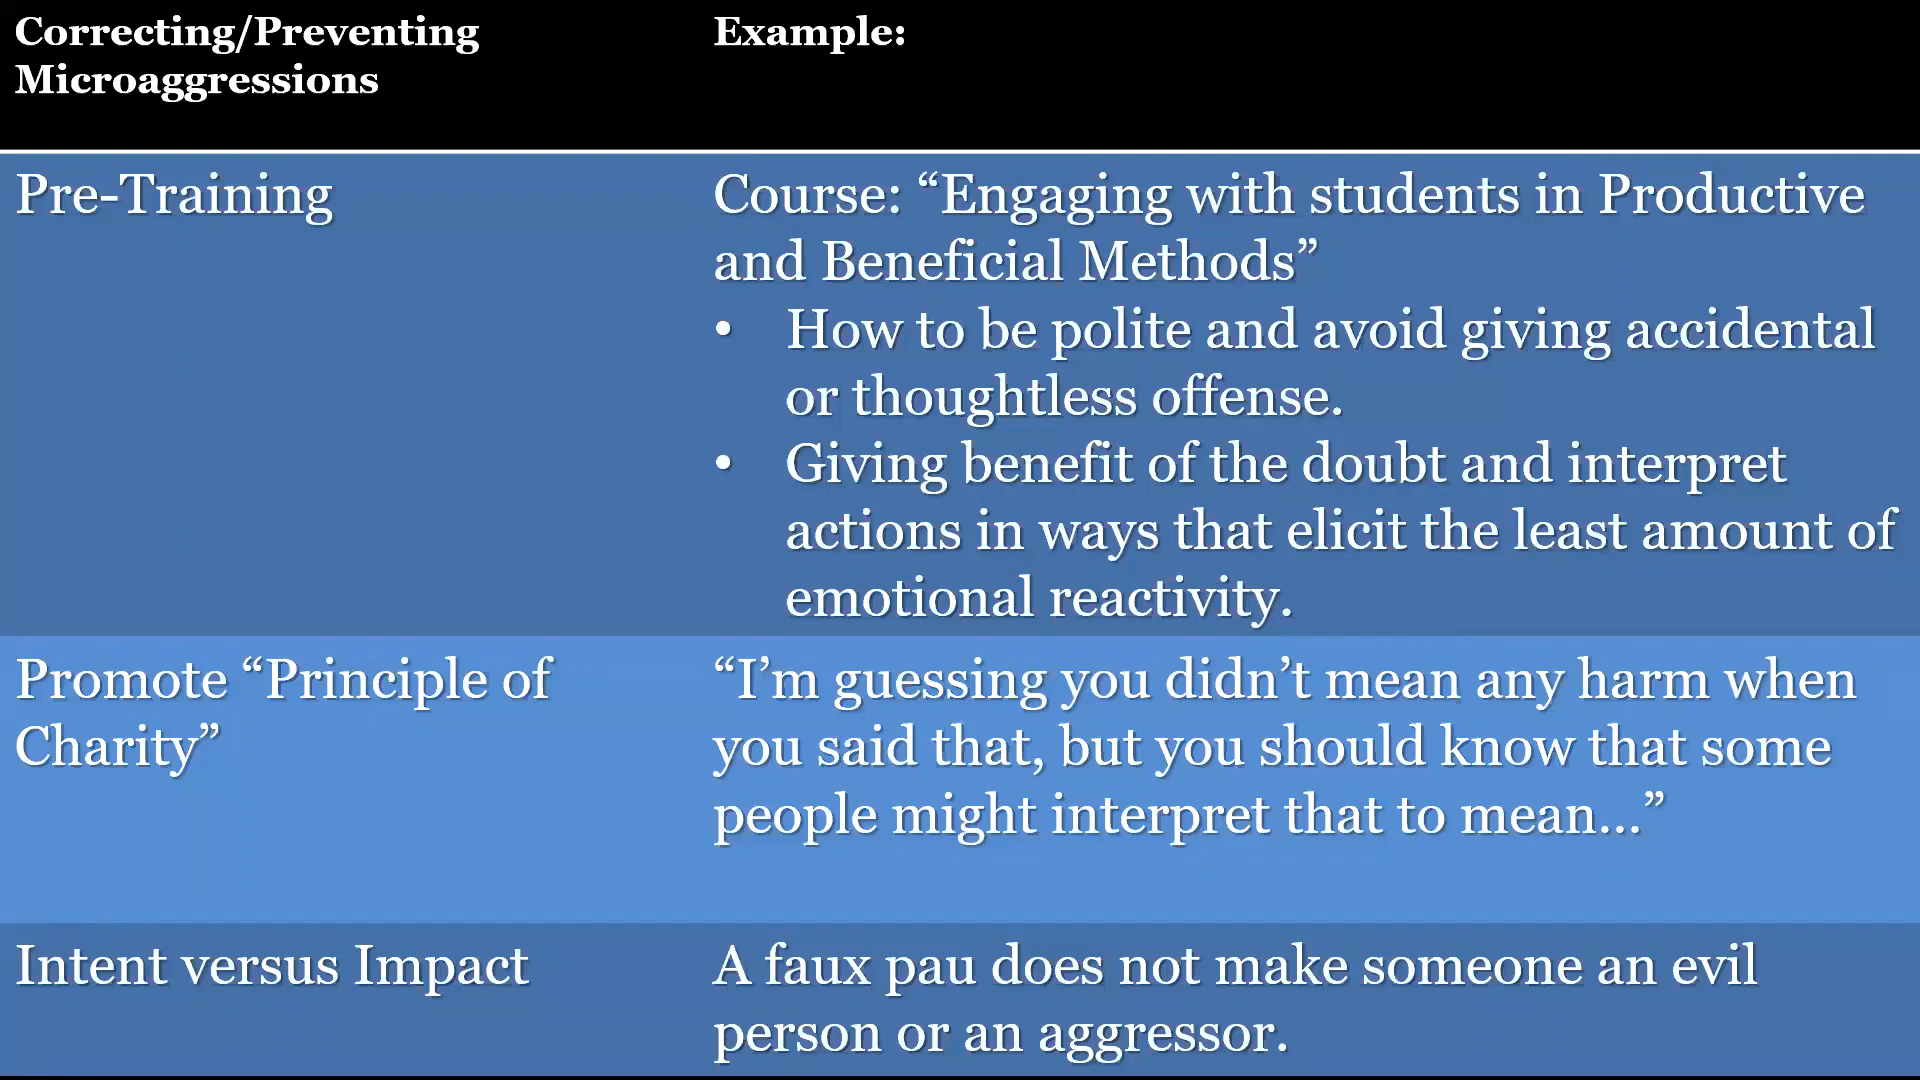 Correcting/Preventing
Microaggressions
Example:
Pre-Training
Course: “Engaging with students in Productive
and Beneficial Methods”
• How to be polite and avoid giving accidental
or thoughtless offense.
• Giving benefit of the doubt and interpret
actions in ways that elicit the least amount of
emotional reactivity.
Promote “Principle of
Charity”
“I’m guessing you didn’t mean any harm when
you said that, but you should know that some
people might interpret that to mean…”
Intent versus Impact
A faux pau does not make someone an evil
person or an aggressor.